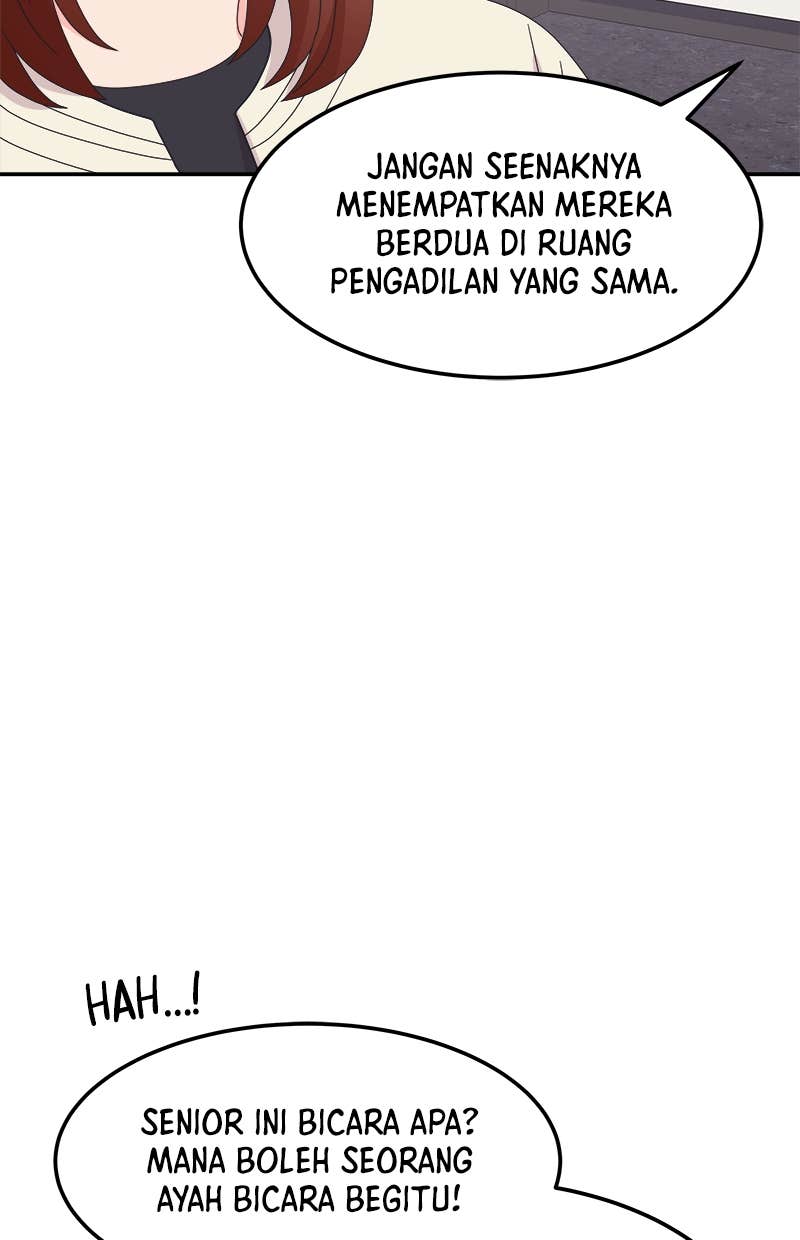 JANGAN SEENAKNYA
MENEMPATKAN MEREKA
BERDUA DI RUANG
PENGADILAN YANG SAMA.
HAH...!
SENIOR INI BICARA APA?
MANA BOLEH SEORANG
AYAH BICARA BEGITU!